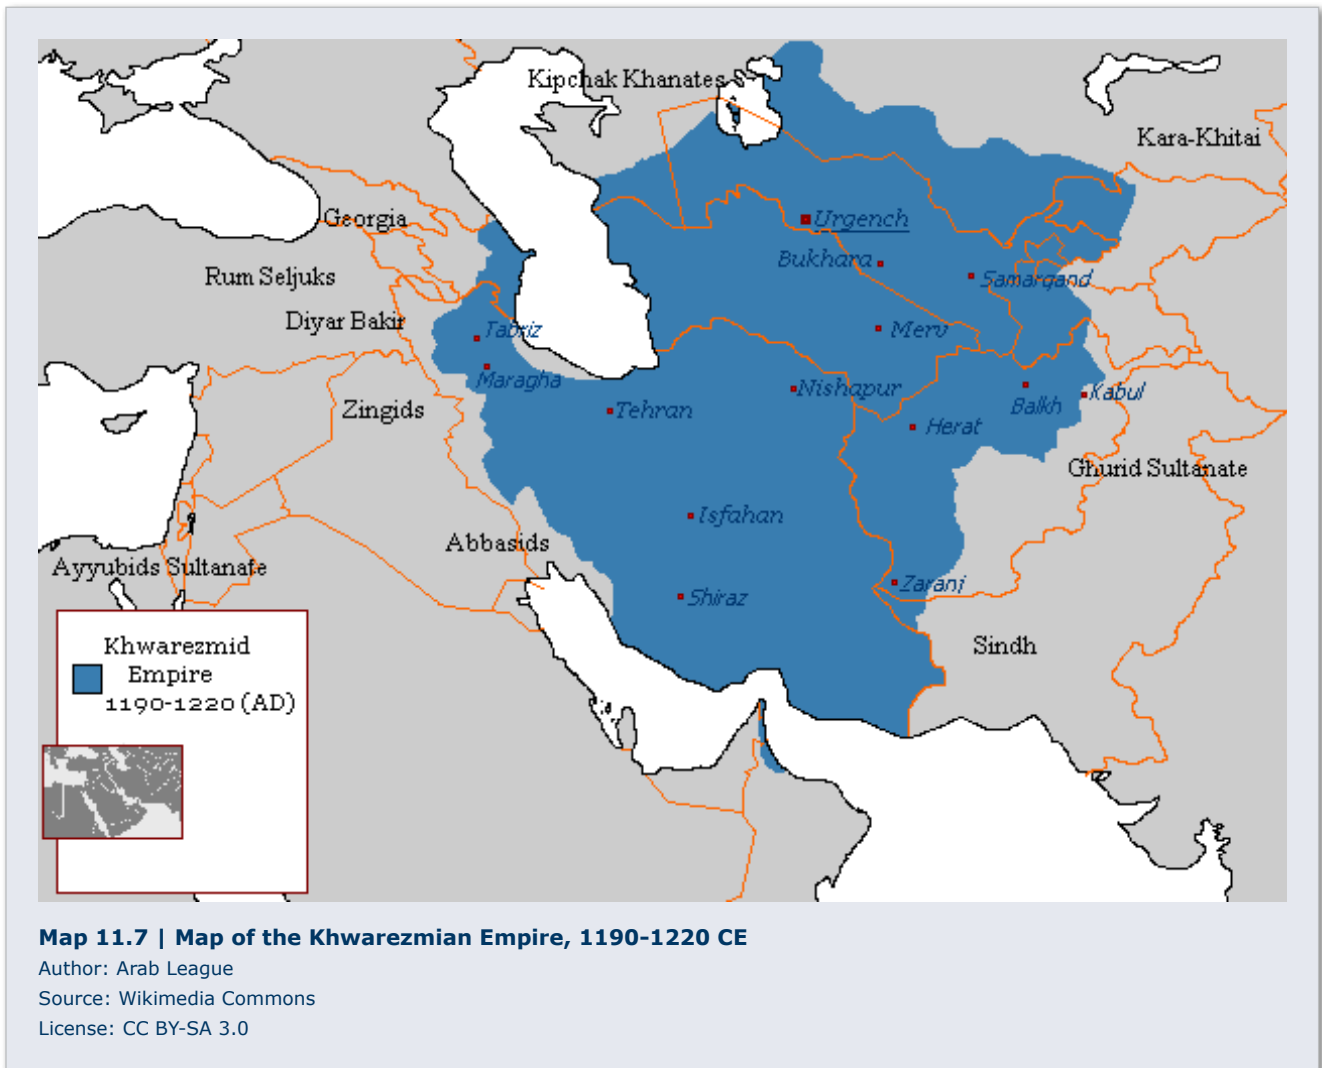 Kipchak Khanates
Kara-Khitai
Georgia
Urgench
Bukhara
Samarqand
Rum Seljuks
Diyar Bakir
Tabriz
Merv
Maragha
Nishapur
Kabul
Zingids
Tehran
Balkh
Herat
Ghurid Sultanate
Isfahan
Abbasids
Ayyubids Sultanate
Zaranj
Shiraz
Sindh
Khwarezmid
Empire
1190-1220 (AD)
Map 11.7 | Map of the Khwarezmian Empire, 1190-1220 CE
Author: Arab League
Source: Wikimedia Commons
License: CC BY-SA 3.0